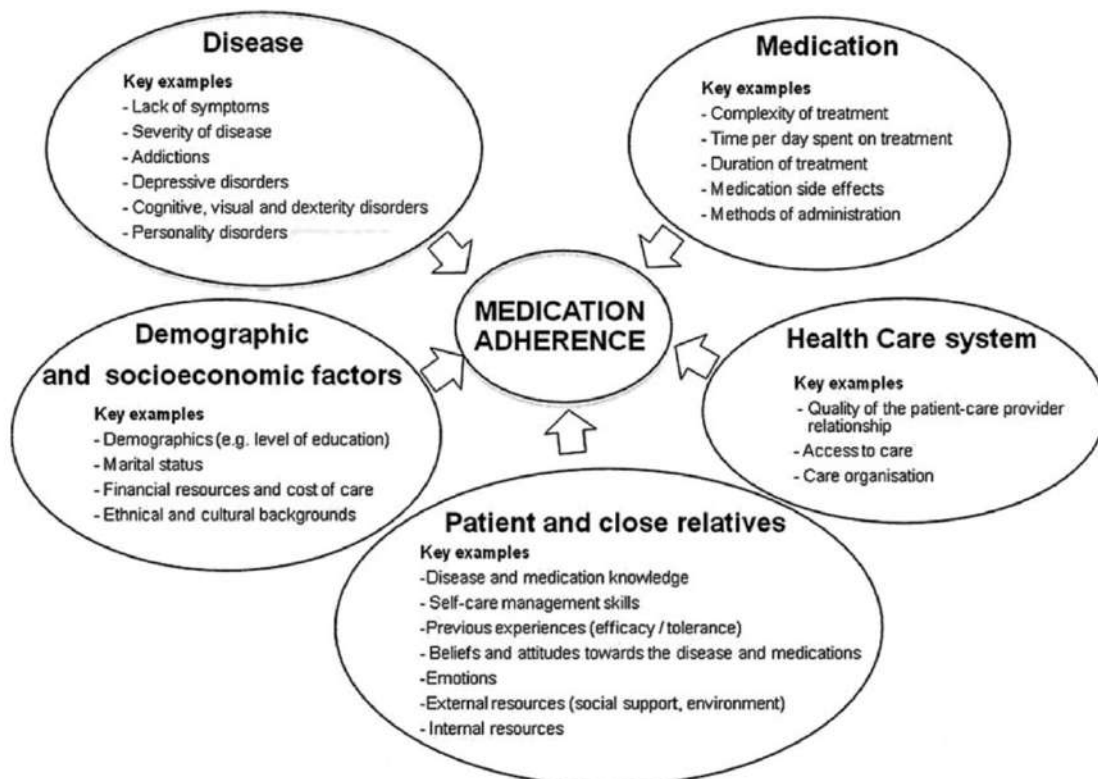 Disease
Key examples
- Lack of symptoms
- Severity of disease
- Addictions
- Depressive disorders
- Cognitive, visual and dexterity disorders
- Personality disorders
Medication
Key examples
- Complexity of treatment
- Time per day spent on treatment
- Duration of treatment
- Medication side effects
- Methods of administration
MEDICATION
ADHERENCE
Demographic
and socioeconomic factors
Key examples
- Demographics (e.g. level of education)
- Marital status
- Financial resources and cost of care
- Ethnical and cultural backgrounds
Health Care system
Key examples
- Quality of the patient-care provider
relationship
- Access to care
- Care organisation
Patient and close relatives
Key examples
-Disease and medication knowledge
- Self-care management skills
- Previous experiences (efficacy / tolerance)
- Beliefs and attitudes towards the disease and medications
- Emotions
- External resources (social support, environment)
- Internal resources